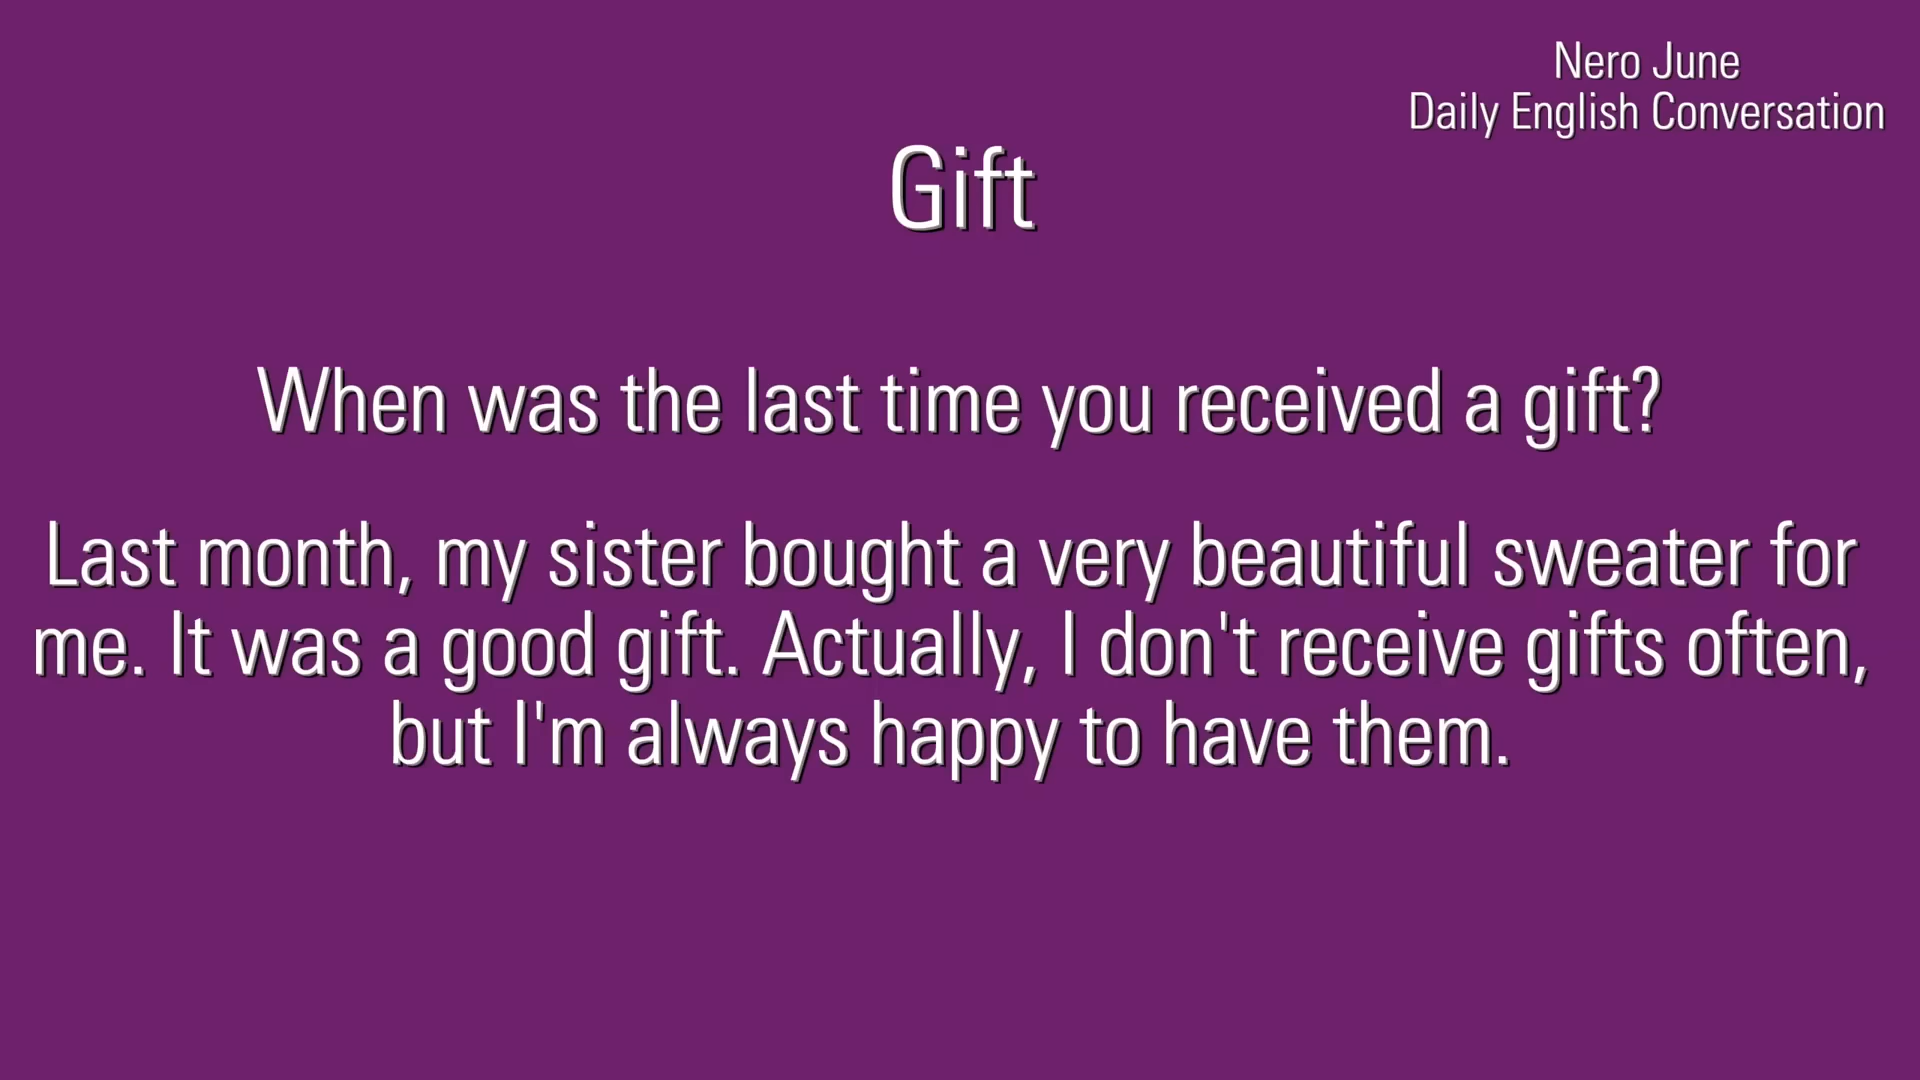 Nero June
Daily English Conversation
Gift
When was the last time you received a gift?
Last month, my sister bought a very beautiful sweater for
me. It was a good gift. Actually, I don't receive gifts often,
but I'm always happy to have them.